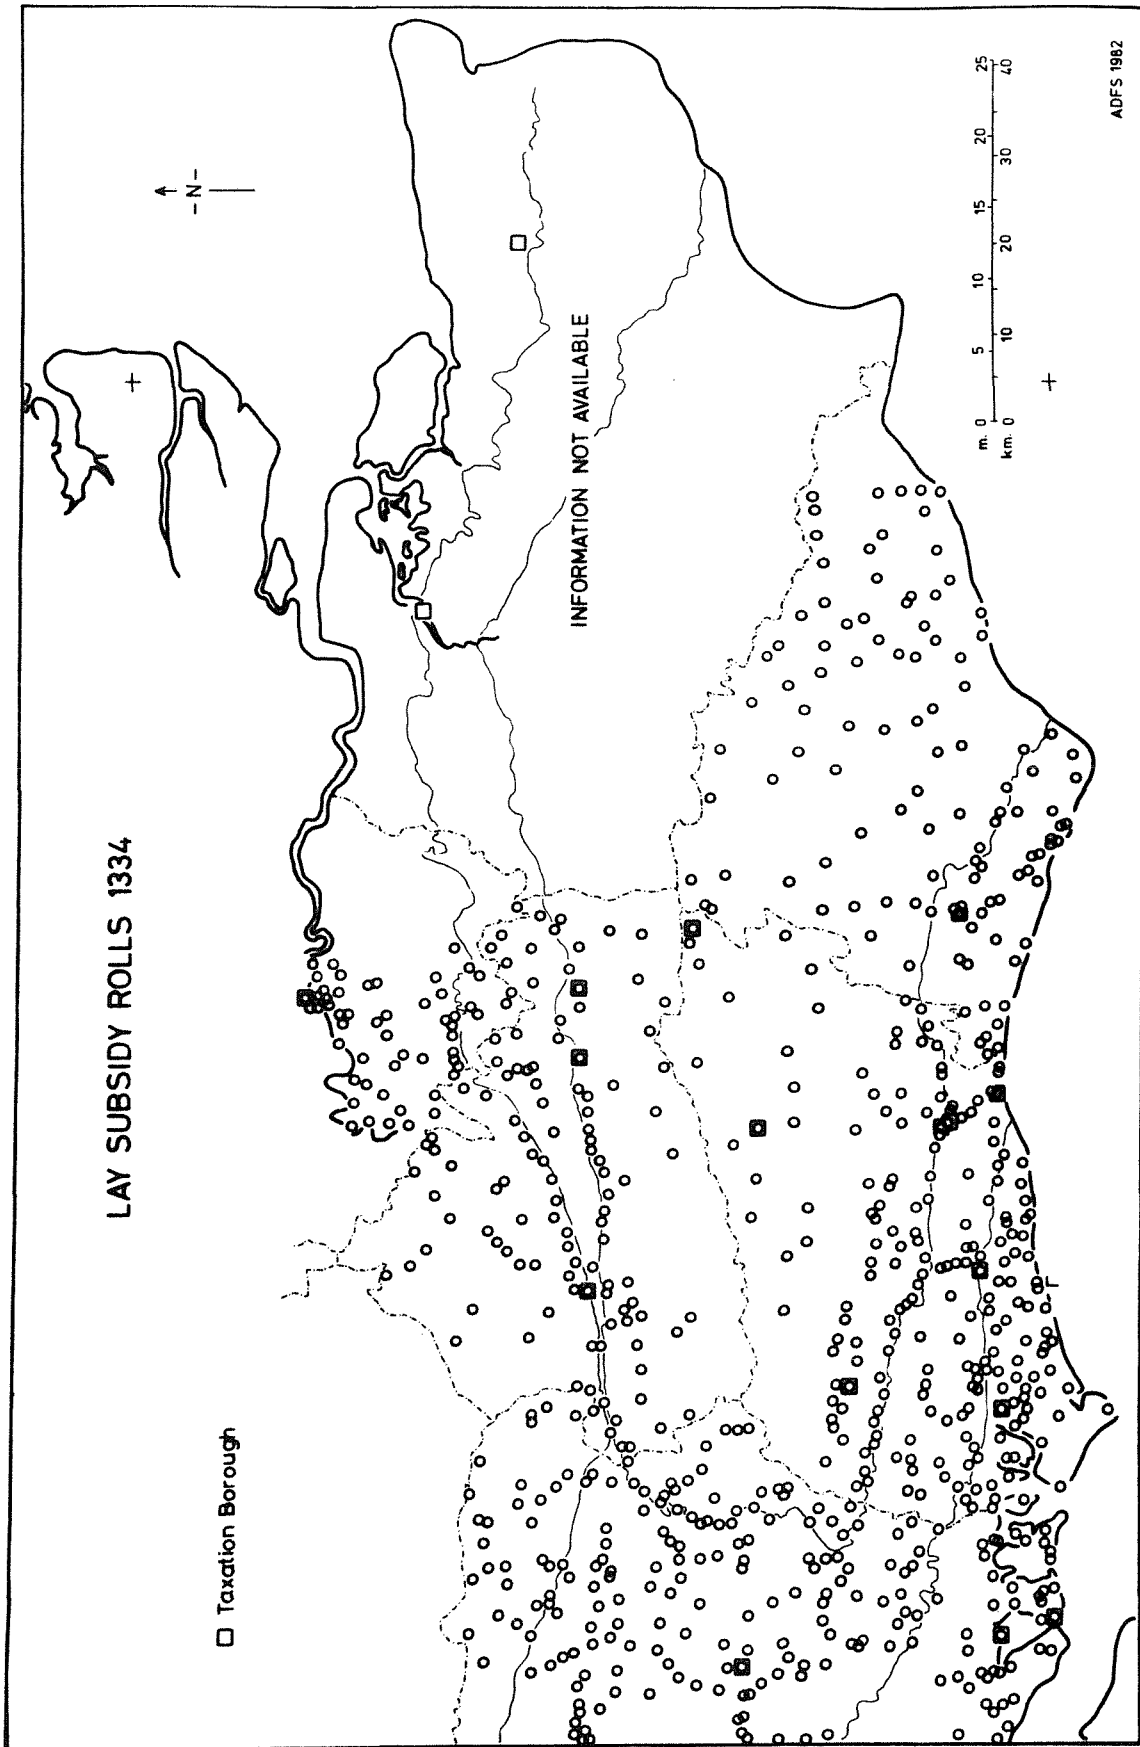 LAY SUBSIDY ROLLS 1334
-N-
□ Taxation Borough
INFORMATION NOT AVAILABLE
m. 0 5 10 15 20 25
km. 0 10 20 30 40
ADFS 1982